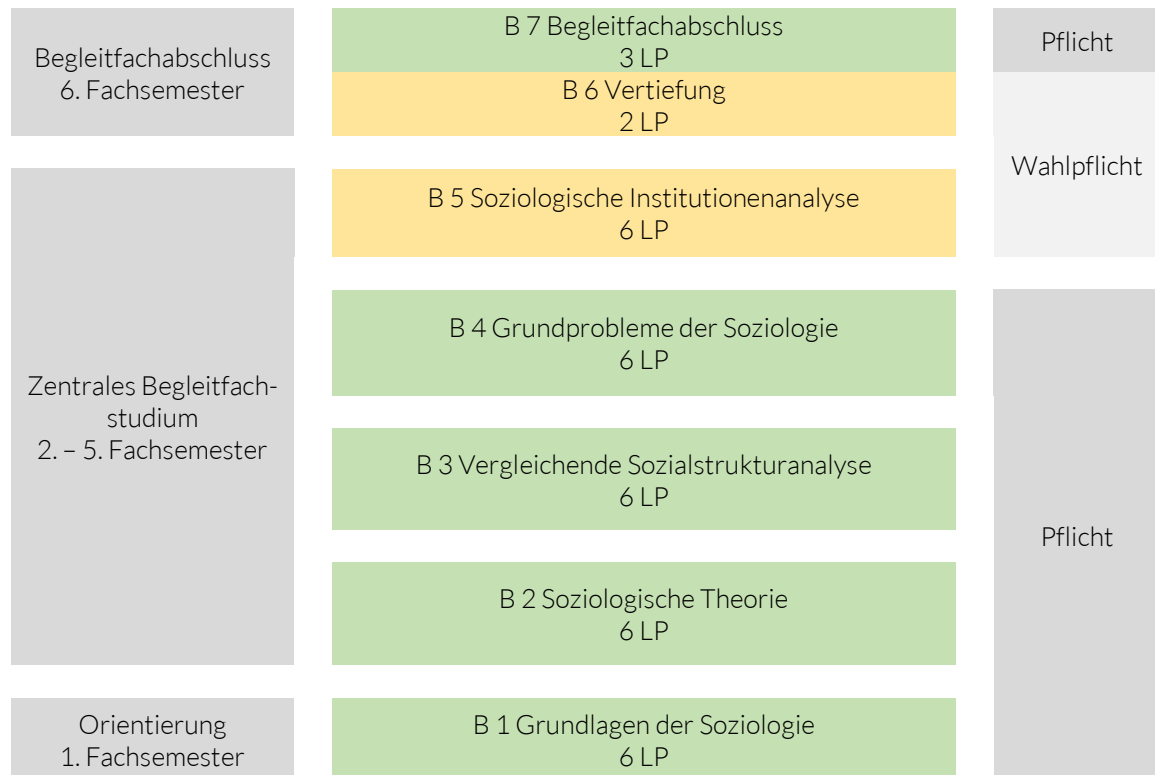 Begleitfachabschluss
6. Fachsemester
B 7 Begleitfachabschluss
3 LP
Pflicht
B 6 Vertiefung
2 LP
Wahlpflicht
B 5 Soziologische Institutionenanalyse
6 LP
Zentrales Begleitfach-
studium
2. – 5. Fachsemester
B 4 Grundprobleme der Soziologie
6 LP
B 3 Vergleichende Sozialstrukturanalyse
6 LP
Pflicht
B 2 Soziologische Theorie
6 LP
Orientierung
1. Fachsemester
B 1 Grundlagen der Soziologie
6 LP